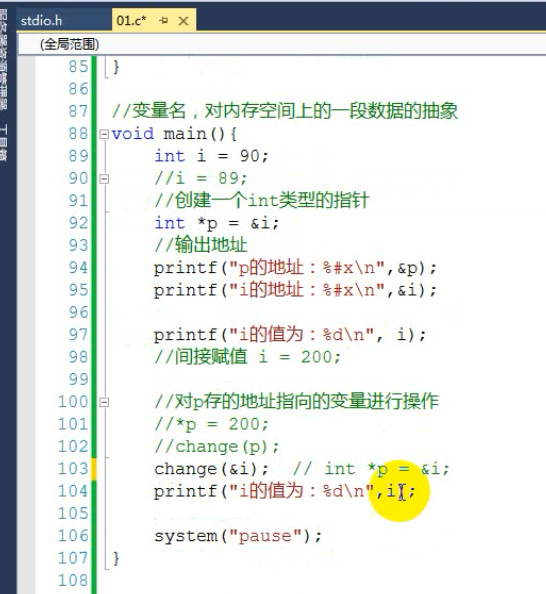 stdio.h 01.c*
(全局范围)
85 }
86
87 //变量名，对内存空间上的一段数据的抽象
88 void main(){
89 int i = 90;
90 //i = 89;
91 //创建一个int类型的指针
92 int *p = &i;
93 //输出地址
94 printf("p的地址：%#x\n",&p);
95 printf("i的地址：%#x\n",&i);
96
97 printf("i的值为：%d\n", i);
98 //间接赋值 i = 200;
99
100 //对p存的地址指向的变量进行操作
101 //*p = 200;
102 //change(p);
103 change(&i); // int *p = &i;
104 printf("i的值为：%d\n",i);
105
106 system("pause");
107 }
108